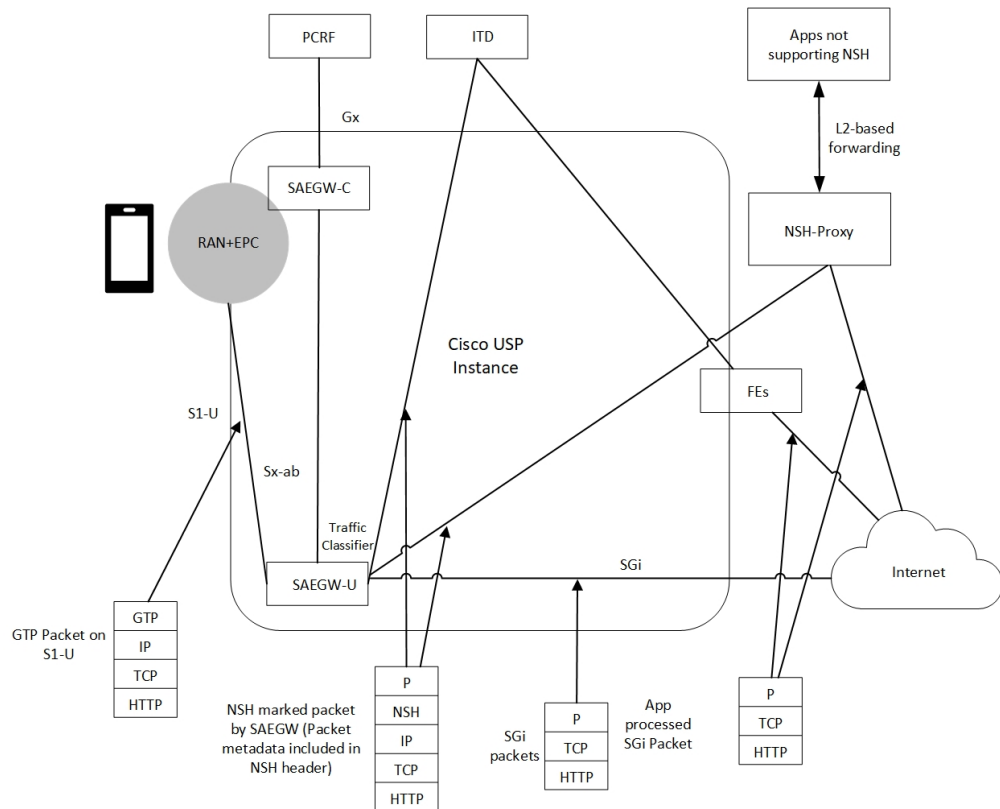 PCRF
ITD
Apps not
supporting NSH
Gx
L2-based
forwarding
SAEGW-C
RAN+EPC
NSH-Proxy
Cisco USP
Instance
FEs
S1-U
Sx-ab
Traffic
Classifier
SAEGW-U
SGi
Internet
GTP Packet on
S1-U
GTP
IP
TCP
HTTP
NSH marked packet
by SAEGW (Packet
metadata included in
NSH header)
P
NSH
IP
TCP
HTTP
SGi
packets
P
TCP
HTTP
App
processed
SGi Packet
P
TCP
HTTP